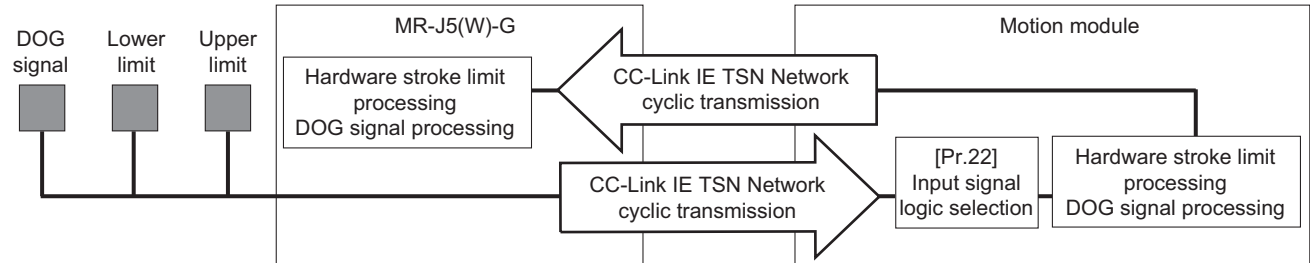 MR-J5(W)-G
Motion module
DOG
signal
Lower
limit
Upper
limit
Hardware stroke limit
processing
DOG signal processing
CC-Link IE TSN Network
cyclic transmission
CC-Link IE TSN Network
cyclic transmission
[Pr.22]
Input signal
logic selection
Hardware stroke limit
processing
DOG signal processing